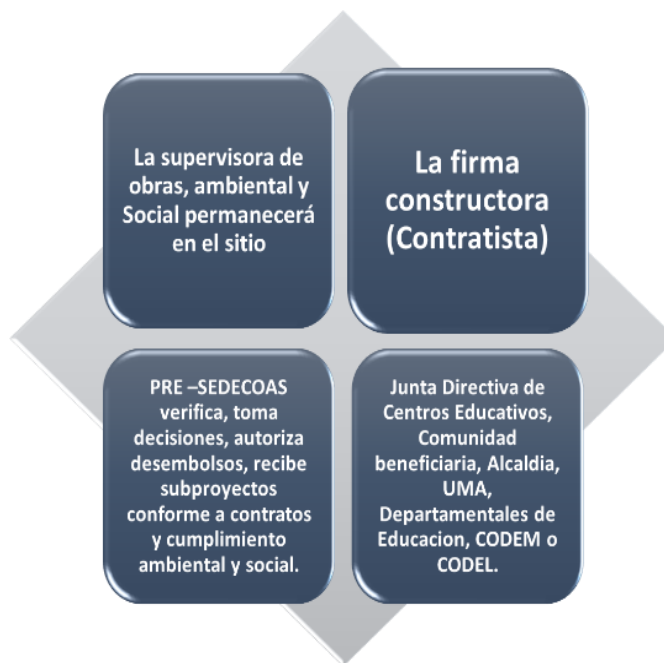 La supervisora de
obras, ambiental y
Social permanecerá
en el sitio
La firma
constructora
(Contratista)
PRE –SEDECOAS
verifica, toma
decisiones, autoriza
desembolsos, recibe
subproyectos
conforme a contratos
y cumplimiento
ambiental y social.
Junta Directiva de
Centros Educativos,
Comunidad
beneficiaria, Alcaldia,
UMA,
Departamentales de
Educacion, CODEM o
CODEL.